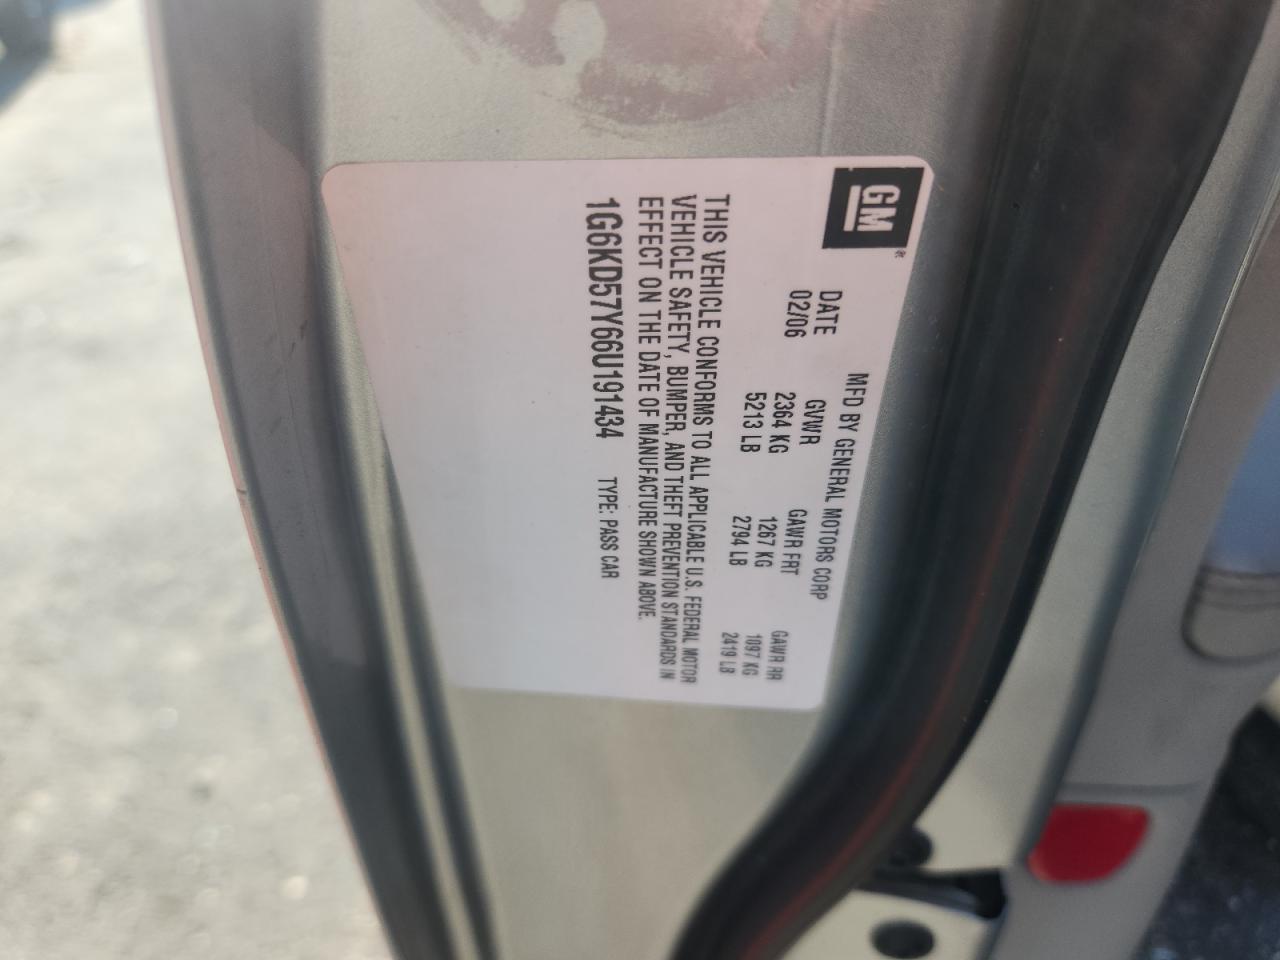 GM
MFD BY GENERAL MOTORS CORP
DATE GVWR GAWR FRT GAWR RR
02/06 2364 KG 1267 KG 1097 KG
5213 LB 2794 LB 2419 LB
THIS VEHICLE CONFORMS TO ALL APPLICABLE U.S. FEDERAL MOTOR
VEHICLE SAFETY, BUMPER, AND THEFT PREVENTION STANDARDS IN
EFFECT ON THE DATE OF MANUFACTURE SHOWN ABOVE.
1G6KD57Y66U191434 TYPE: PASS CAR